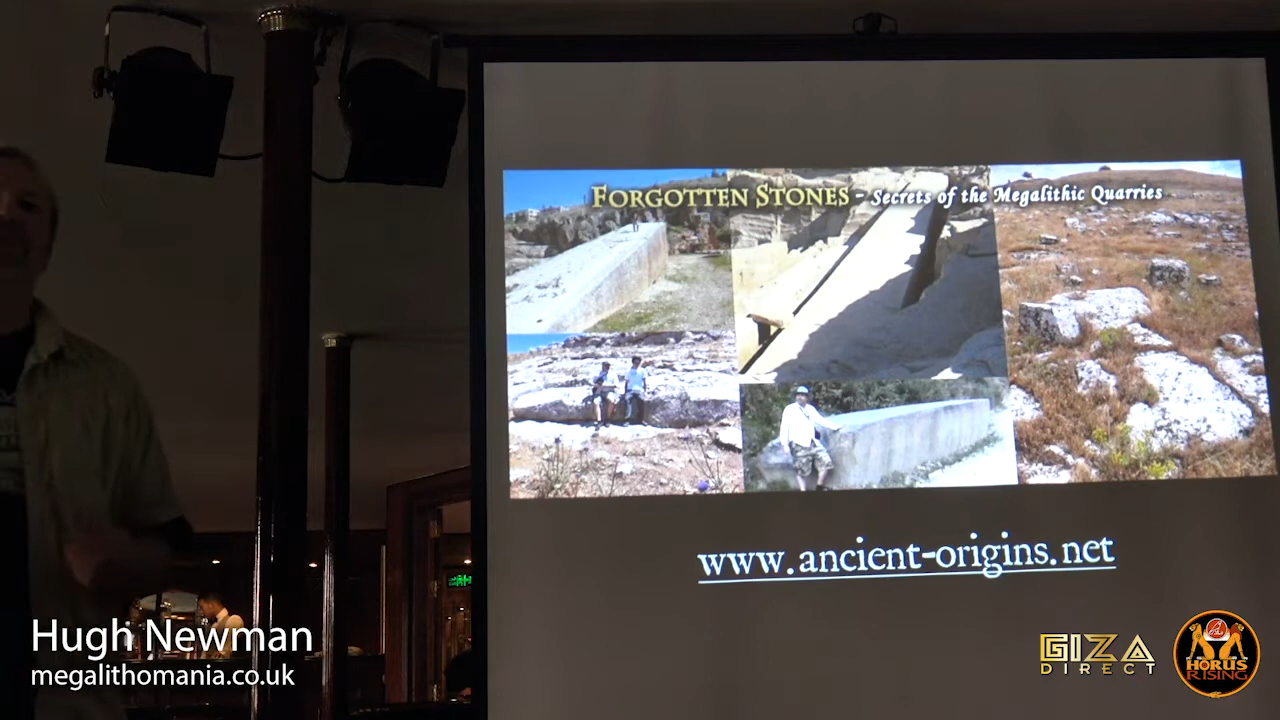 FORGOTTEN STONES - Secrets of the Megalithic Quarries
www.ancient-origins.net
Hugh Newman
megalithomania.co.uk
GIZA
DIRECT
HORUS
RISING